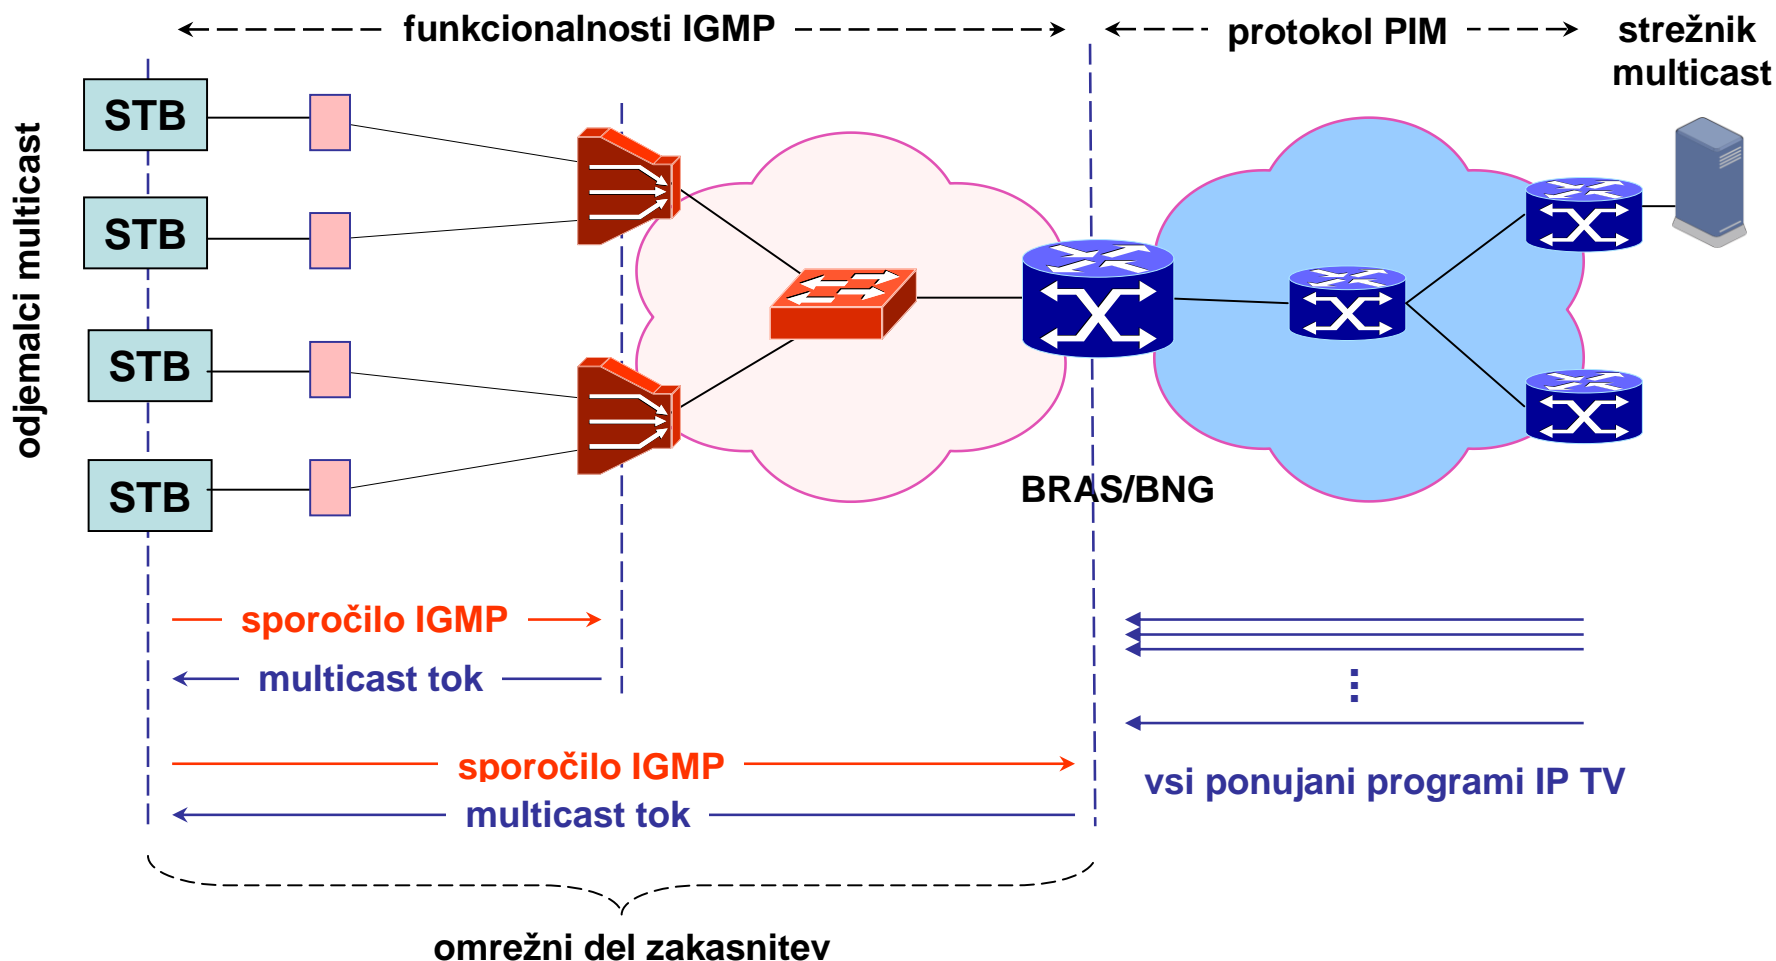 funkcionalnosti IGMP
protokol PIM
strežnik
multicast
odjemalci multicast
STB
STB
STB
STB
BRAS/BNG
sporočilo IGMP
multicast tok
sporočilo IGMP
multicast tok
vsi ponujani programi IP TV
omrežni del zakasnitev